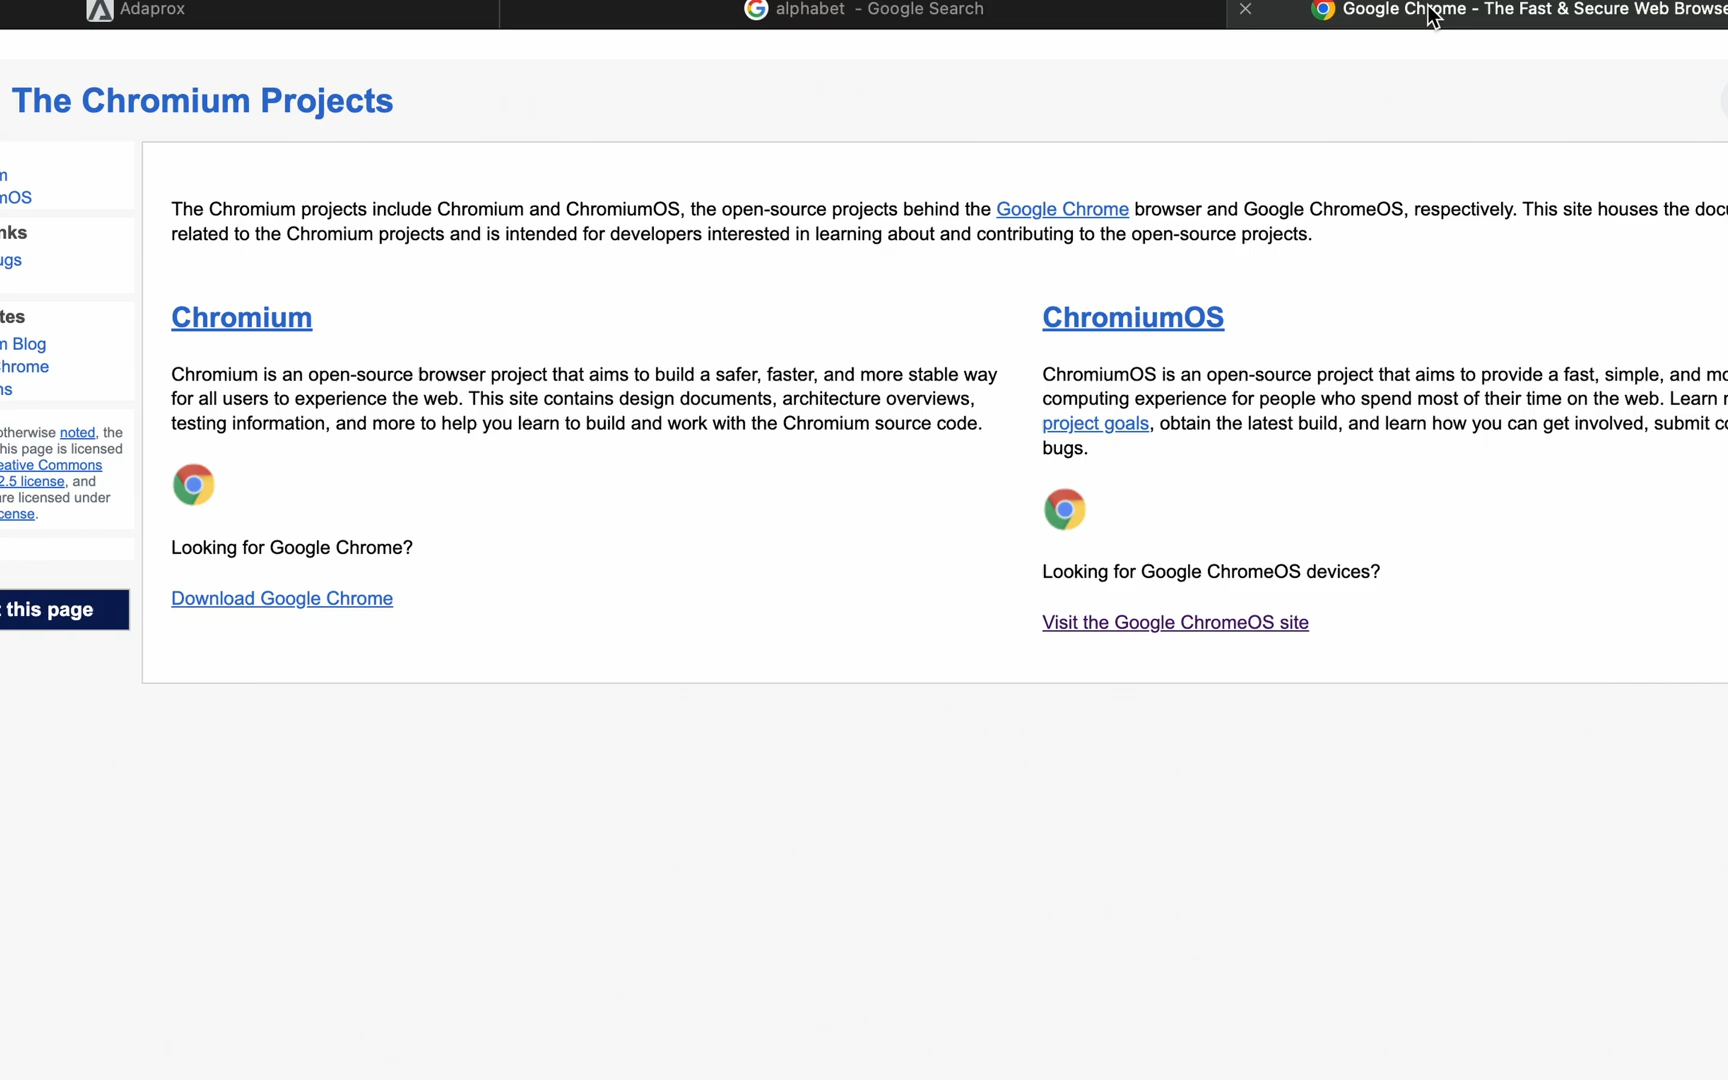 Adaprox
alphabet - Google Search
Google Chrome - The Fast & Secure Web Browse
The Chromium Projects
m
mOS
nks
ugs
tes
m Blog
Chrome
ns
otherwise noted, the
his page is licensed
eative Commons
2.5 license, and
are licensed under
cense.
t this page
The Chromium projects include Chromium and ChromiumOS, the open-source projects behind the Google Chrome browser and Google ChromeOS, respectively. This site houses the docu
related to the Chromium projects and is intended for developers interested in learning about and contributing to the open-source projects.
Chromium
Chromium is an open-source browser project that aims to build a safer, faster, and more stable way
for all users to experience the web. This site contains design documents, architecture overviews,
testing information, and more to help you learn to build and work with the Chromium source code.
Looking for Google Chrome?
Download Google Chrome
ChromiumOS
ChromiumOS is an open-source project that aims to provide a fast, simple, and mo
computing experience for people who spend most of their time on the web. Learn
project goals, obtain the latest build, and learn how you can get involved, submit co
bugs.
Looking for Google ChromeOS devices?
Visit the Google ChromeOS site